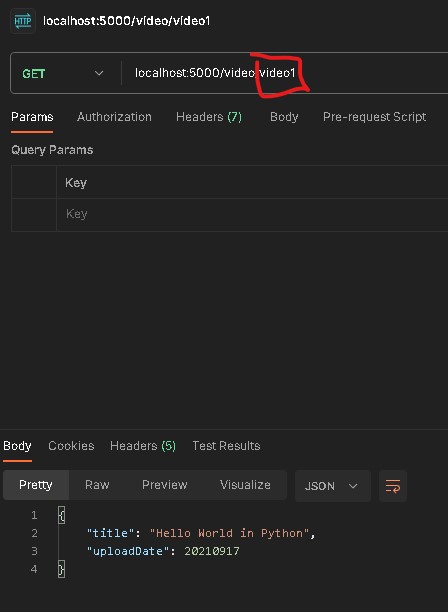 HTTP localhost:5000/video/video1
GET localhost:5000/video/video1
Params Authorization Headers (7) Body Pre-request Script
Query Params
Key
Key
Body Cookies Headers (5) Test Results
Pretty Raw Preview Visualize JSON
1 {
2 "title": "Hello World in Python",
3 "uploadDate": 20210917
4 }